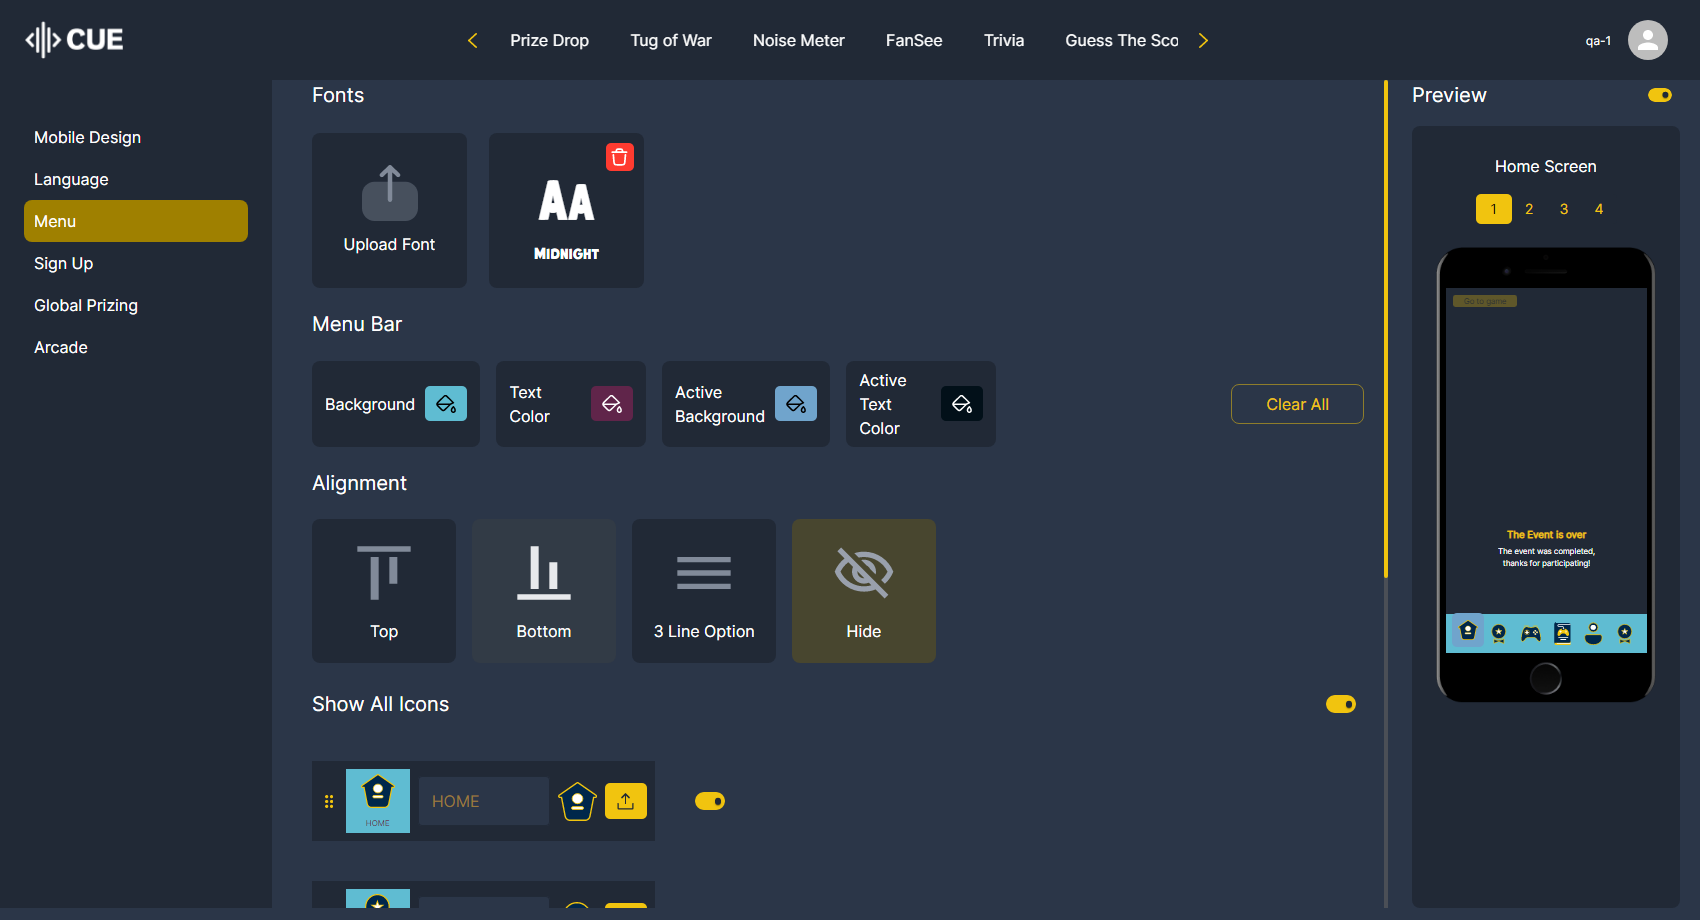 CUE
Prize Drop
Tug of War
Noise Meter
FanSee
Trivia
Guess The Sco
qa-1
Mobile Design
Language
Menu
Sign Up
Global Prizing
Arcade
Fonts
Upload Font
AA
MIDNIGHT
Menu Bar
Background
Text
Color
Active
Background
Active
Text
Color
Clear All
Alignment
Top
Bottom
3 Line Option
Hide
Show All Icons
HOME
HOME
Preview
Home Screen
1 2 3 4
Go to game
The Event is over
The event was completed,
thanks for participating!